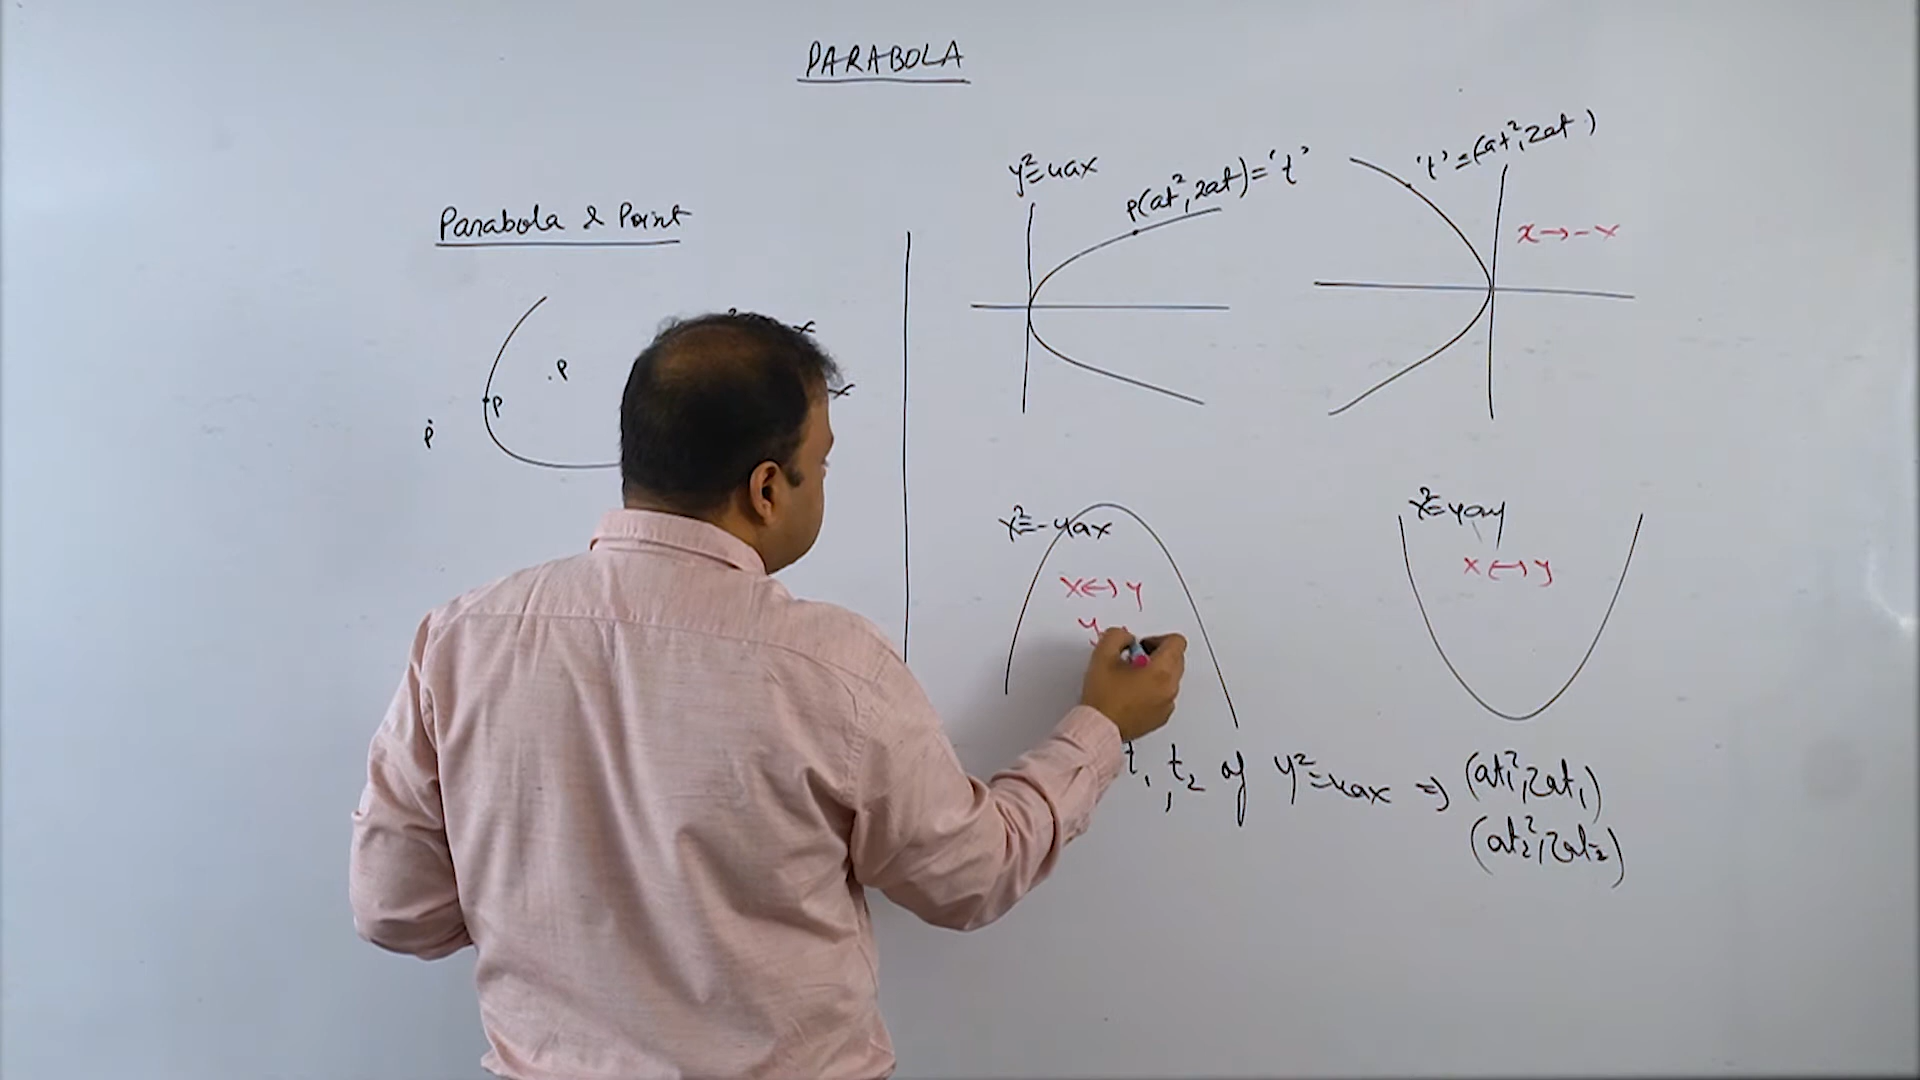 PARABOLA
Parabola & Point
.P
P
P
y²=4ax
P(at², 2at)='t'
't'=(at², 2at)
x→-x
x²=-4ax
x↔y
y
x²=4ay
x↔y
t₁, t₂ of y²=4ax ⇒ (at₁², 2at₁)
(at₂², 2at₂)